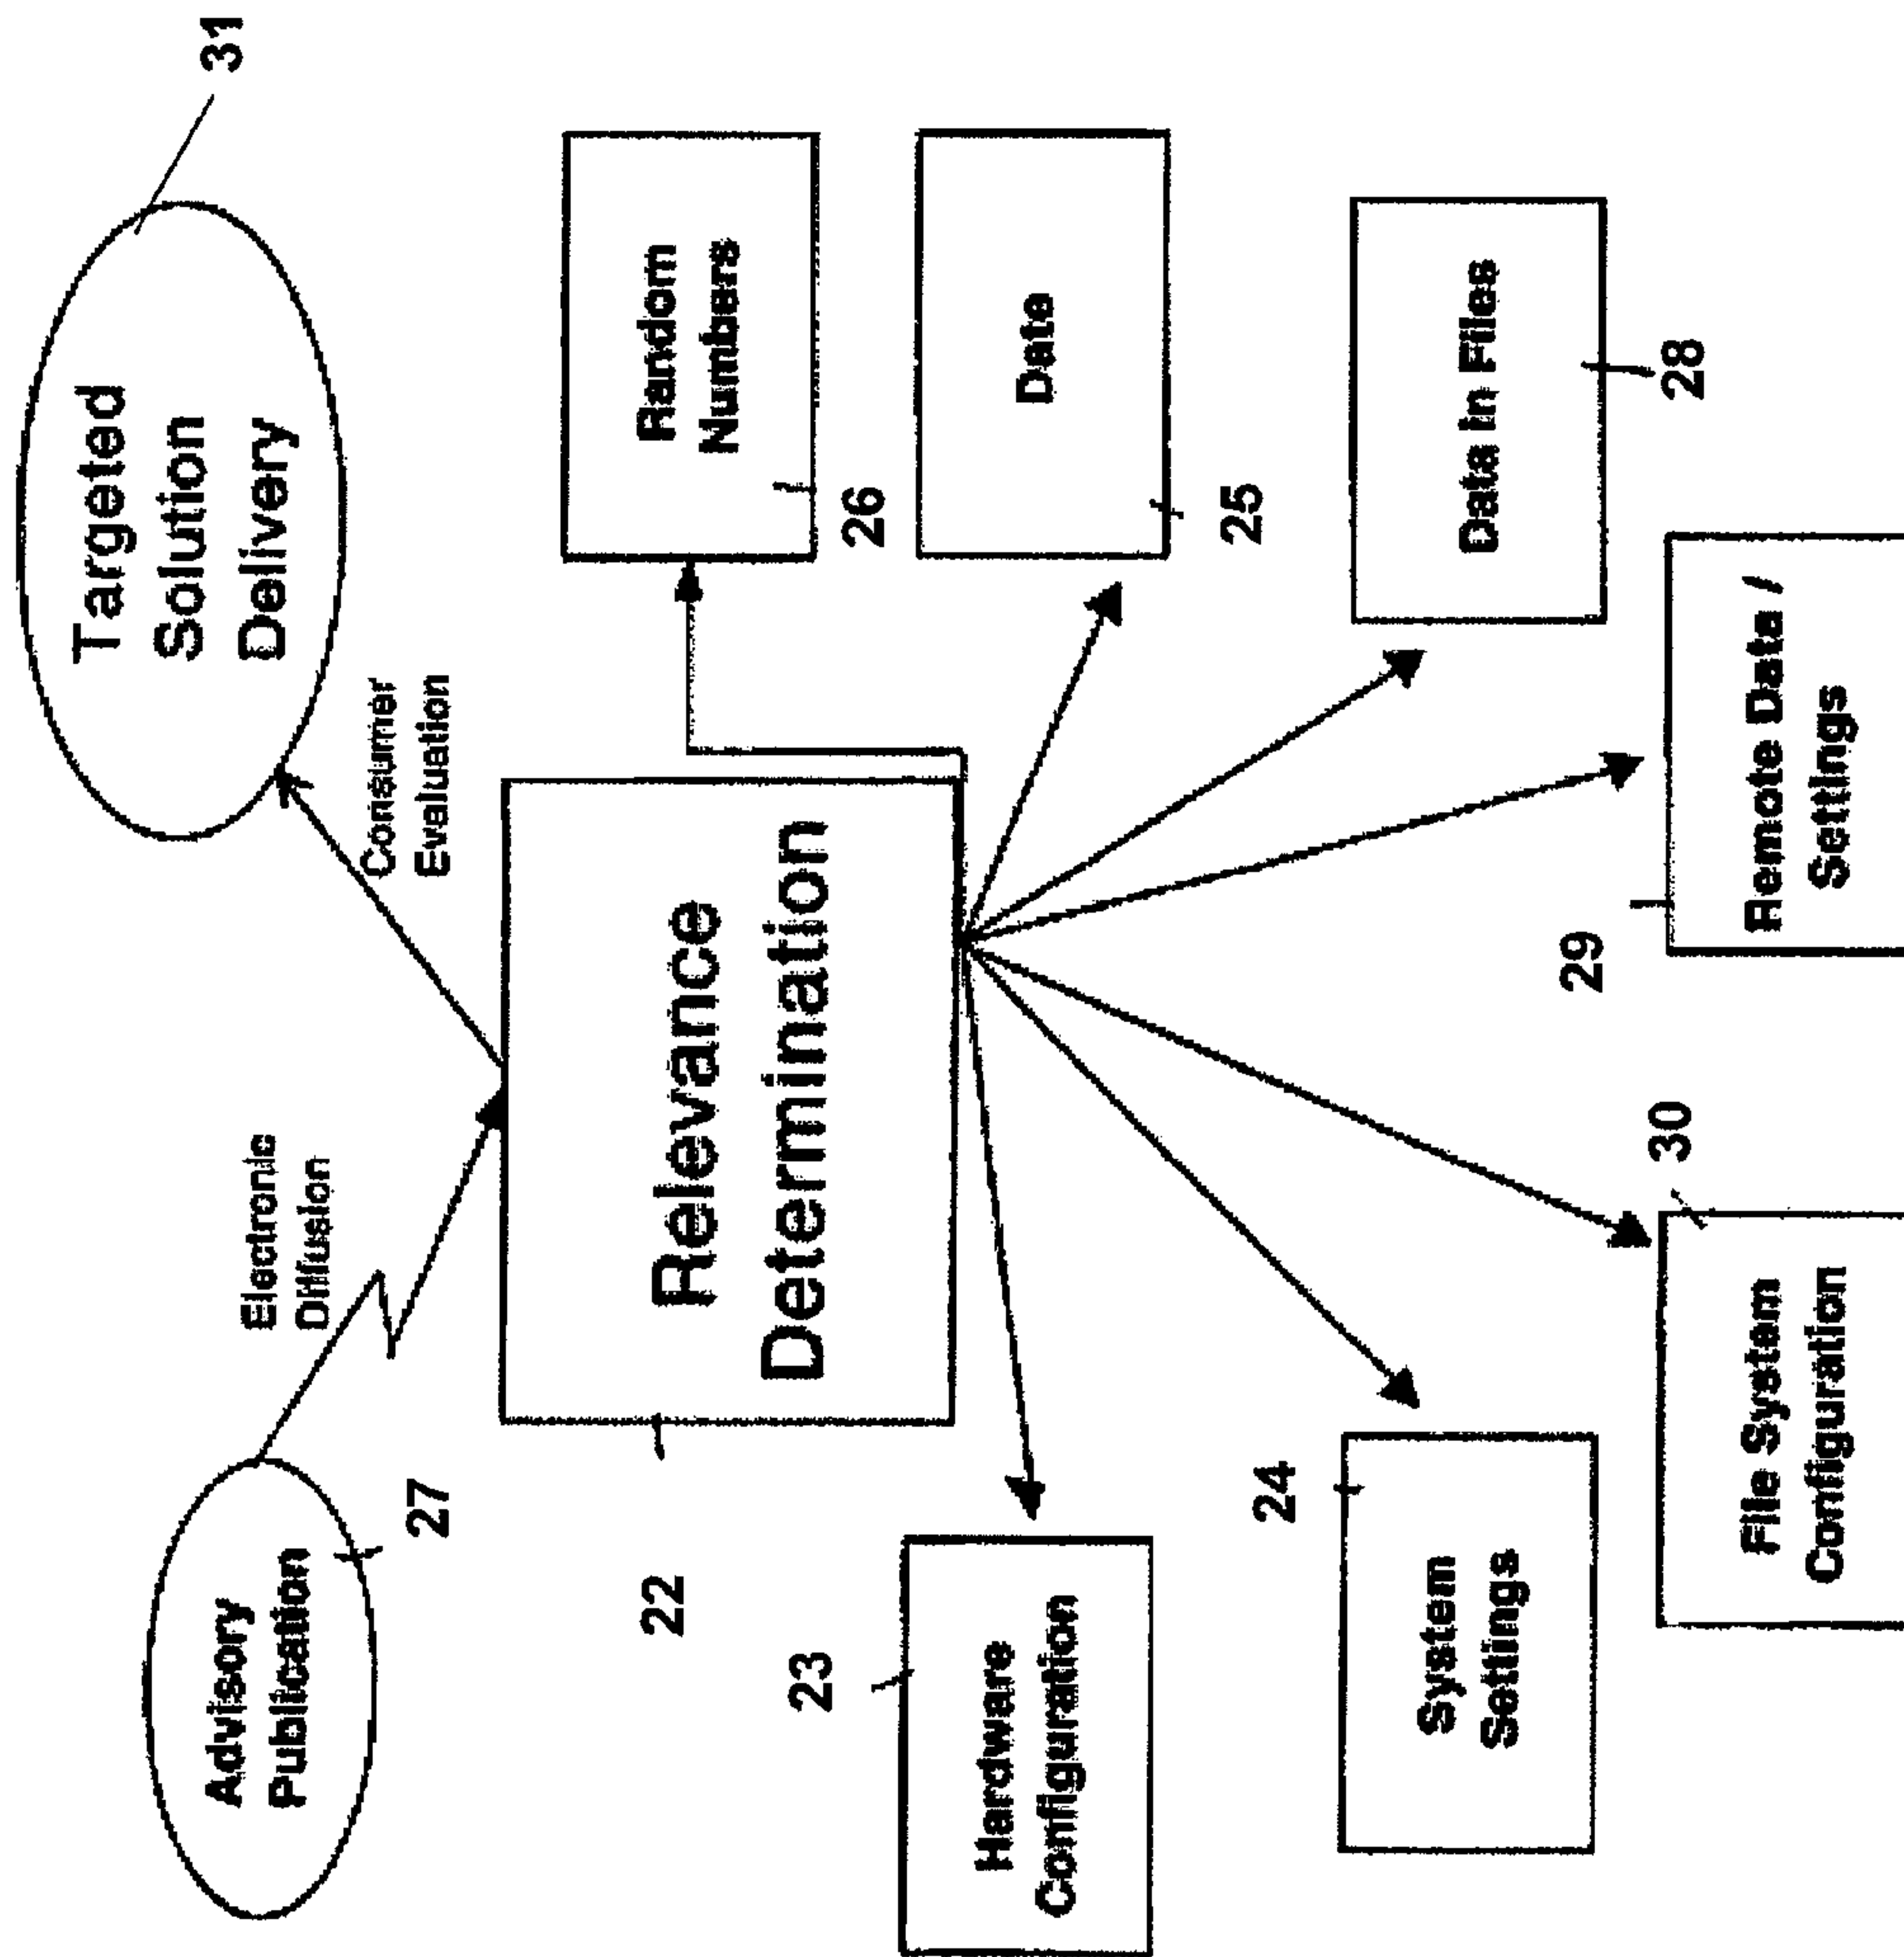 Advisory
Publication
27
Electronic
Diffusion
Targeted
Solution
Delivery
31
Consumer
Evaluation
22
Relevance
Determination
Random
Numbers
26
23
Hardware
Configuration
Date
25
24
System
Settings
Data in Files
28
30
File System
Configuration
29
Remote Data /
Settings